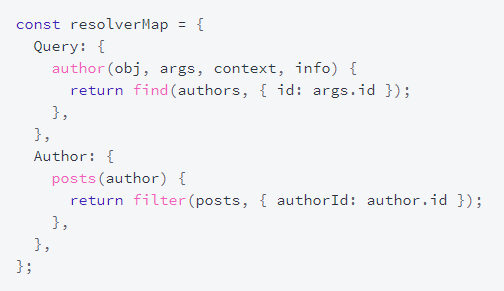 const resolverMap = {
  Query: {
    author(obj, args, context, info) {
      return find(authors, { id: args.id });
    },
  },
  Author: {
    posts(author) {
      return filter(posts, { authorId: author.id });
    },
  },
};